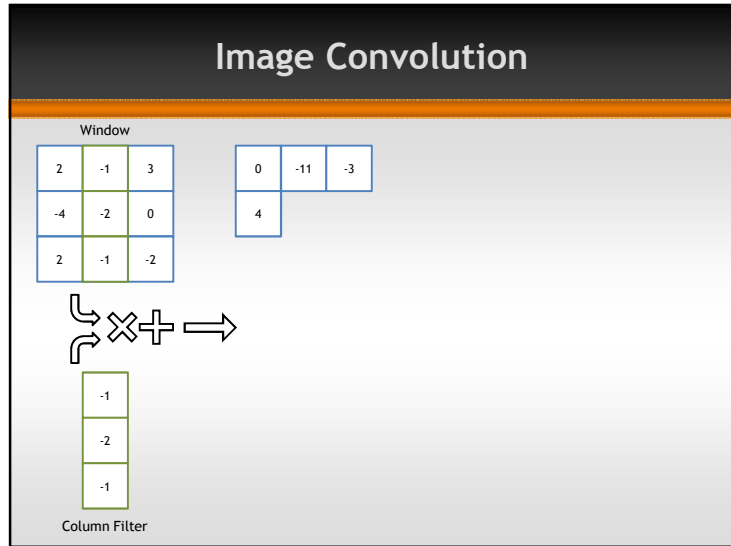 Image Convolution
Window
2 -1 3 0 -11 -3
-4 -2 0 4
2 -1 -2
-1
-2
-1
Column Filter